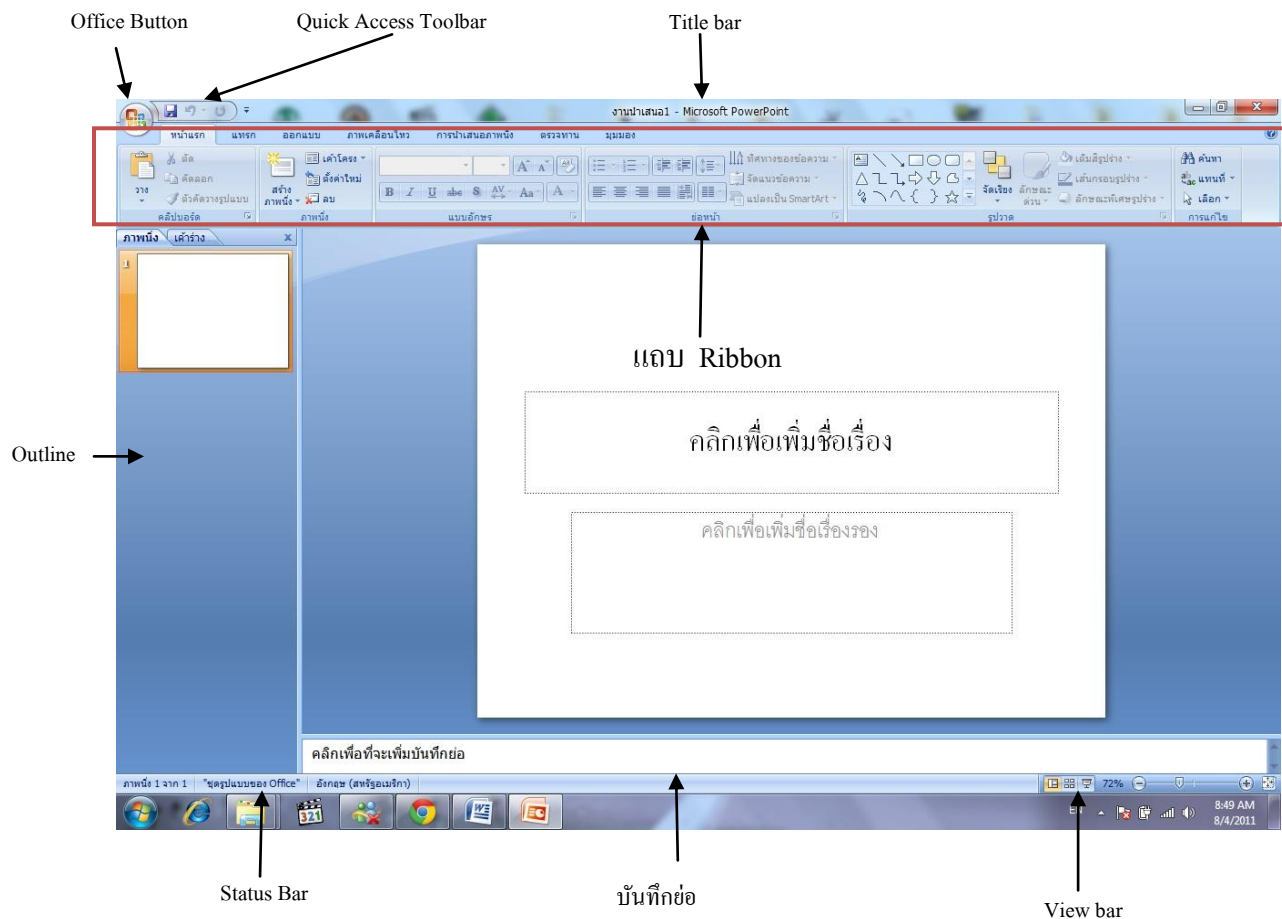 Office Button
Quick Access Toolbar
Title bar
งานนำเสนอ1 - Microsoft PowerPoint
หน้าแรก แทรก ออกแบบ ภาพเคลื่อนไหว การนำเสนอภาพนิ่ง ตรวจทาน มุมมอง
วาง
ตัด
คัดลอก
ตัวคัดวางรูปแบบ
คลิปบอร์ด
สร้าง
ภาพนิ่ง
เค้าโครง
ตั้งค่าใหม่
ลบ
ภาพนิ่ง
B I U abc S AV Aa A
แบบอักษร
ทิศทางของข้อความ
จัดแนวข้อความ
แปลงเป็น SmartArt
ย่อหน้า
จัดเรียง
ลักษณะ
ด่วน
เติมสีรูปร่าง
เส้นกรอบรูปร่าง
ลักษณะพิเศษรูปร่าง
รูปวาด
ค้นหา
แทนที่
เลือก
การแก้ไข
ภาพนิ่ง เค้าร่าง x
1
แถบ Ribbon
คลิกเพื่อเพิ่มชื่อเรื่อง
Outline
คลิกเพื่อเพิ่มชื่อเรื่องรอง
คลิกเพื่อที่จะเพิ่มบันทึกย่อ
ภาพนิ่ง 1 จาก 1 "ชุดรูปแบบของ Office" อังกฤษ (สหรัฐอเมริกา) 72%
321
EN
8:49 AM
8/4/2011
Status Bar
บันทึกย่อ
View bar